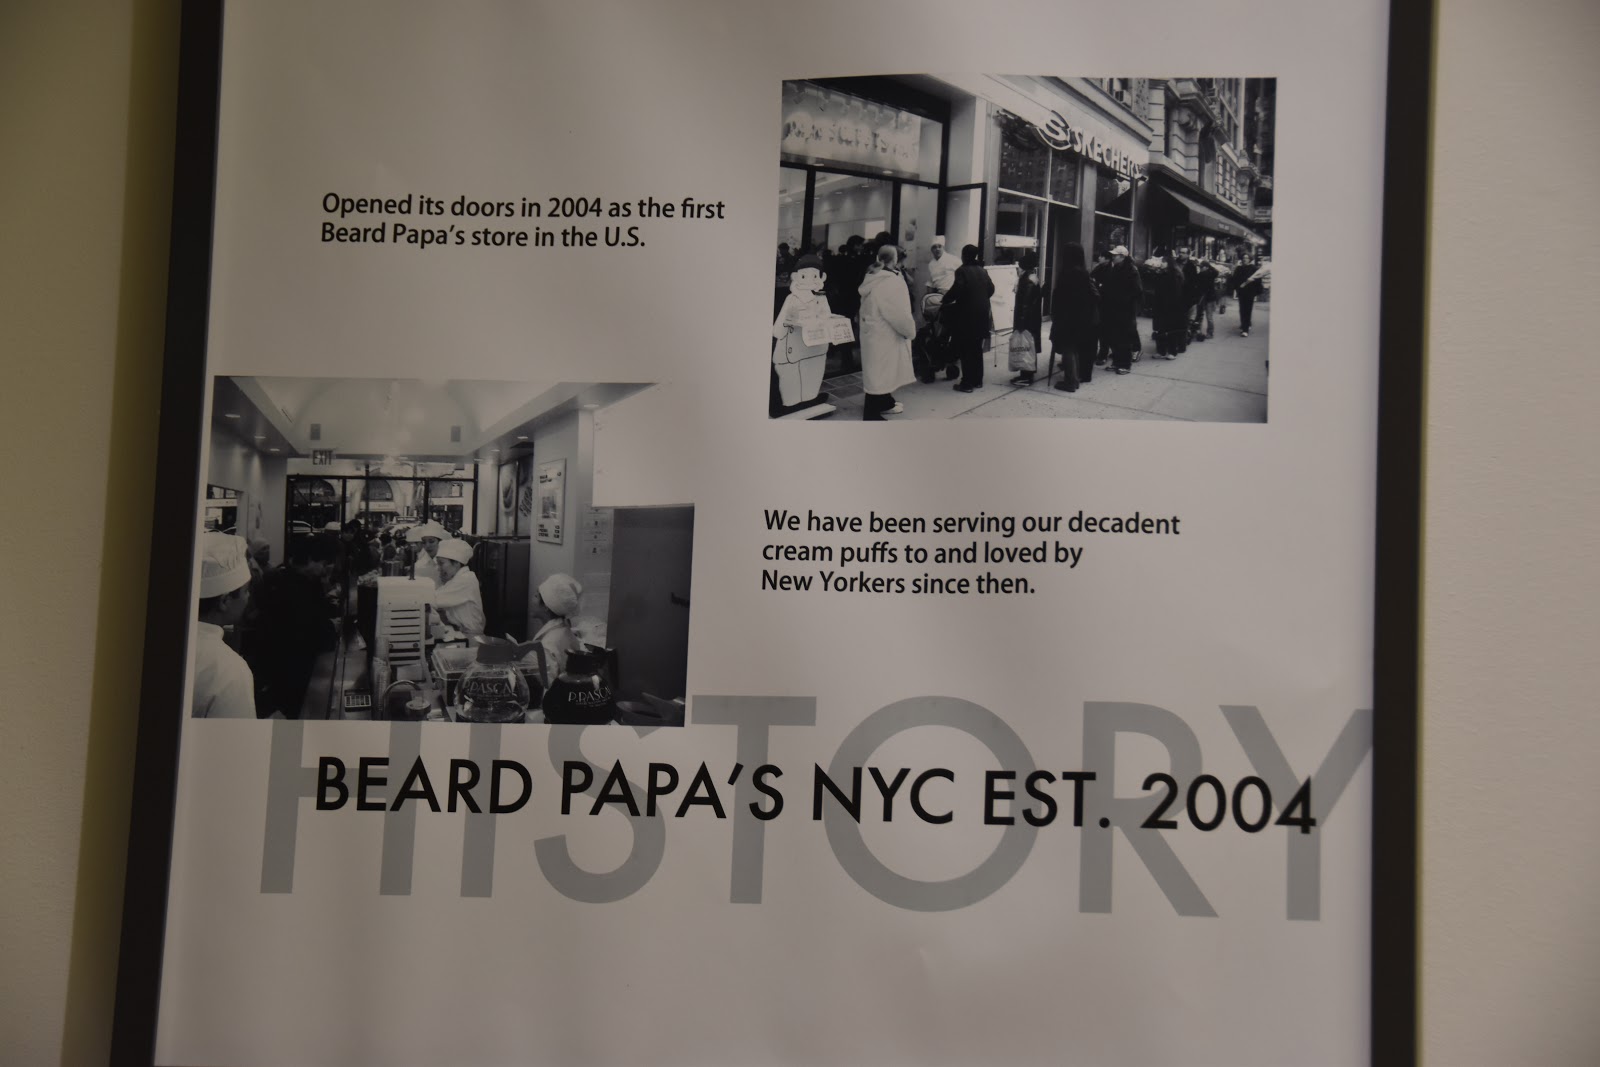 Opened its doors in 2004 as the first
Beard Papa's store in the U.S.
SKECHERS
EXIT
We have been serving our decadent
cream puffs to and loved by
New Yorkers since then.
HISTORY
BEARD PAPA'S NYC EST. 2004